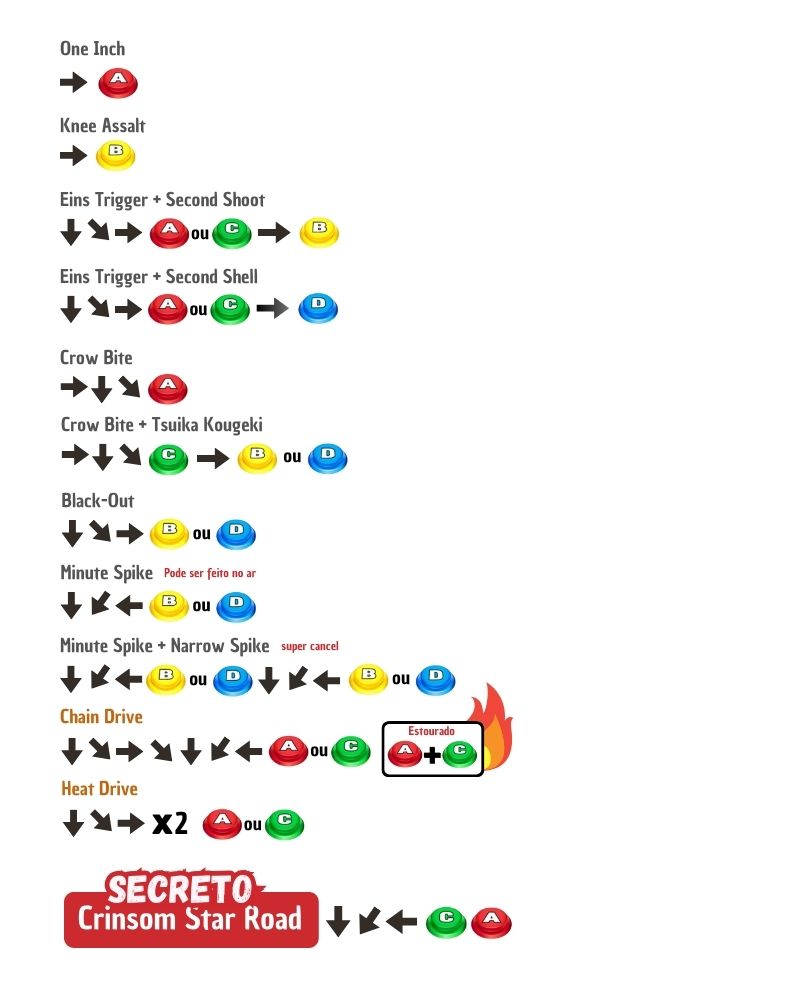 One Inch
A
Knee Assalt
B
Eins Trigger + Second Shoot
A ou C B
Eins Trigger + Second Shell
A ou C D
Crow Bite
A
Crow Bite + Tsuika Kougeki
C B ou D
Black-Out
B ou D
Minute Spike Pode ser feito no ar
B ou D
Minute Spike + Narrow Spike super cancel
B ou D B ou D
Chain Drive
Estourado
A ou C A + C
Heat Drive
x2 A ou C
SECRETO
Crinsom Star Road C A